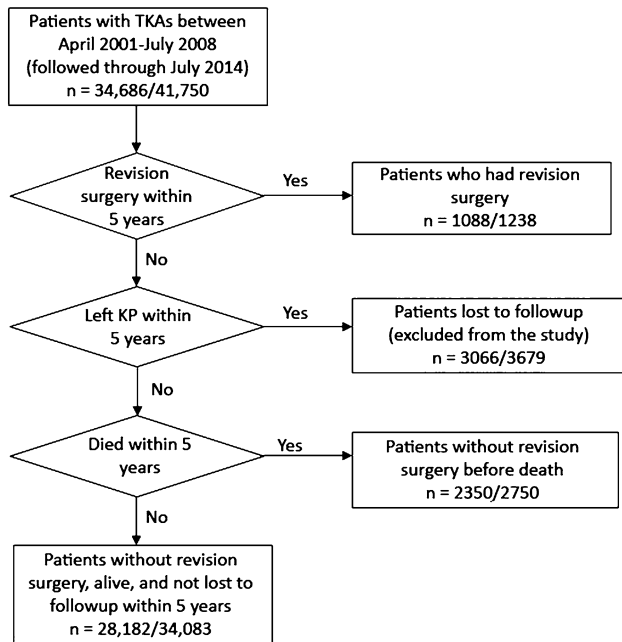 Patients with TKAs between
April 2001-July 2008
(followed through July 2014)
n = 34,686/41,750
Revision
surgery within
5 years
Yes
Patients who had revision
surgery
n = 1088/1238
No
Left KP within
5 years
Yes
Patients lost to followup
(excluded from the study)
n = 3066/3679
No
Died within 5
years
Yes
Patients without revision
surgery before death
n = 2350/2750
No
Patients without revision
surgery, alive, and not lost to
followup within 5 years
n = 28,182/34,083